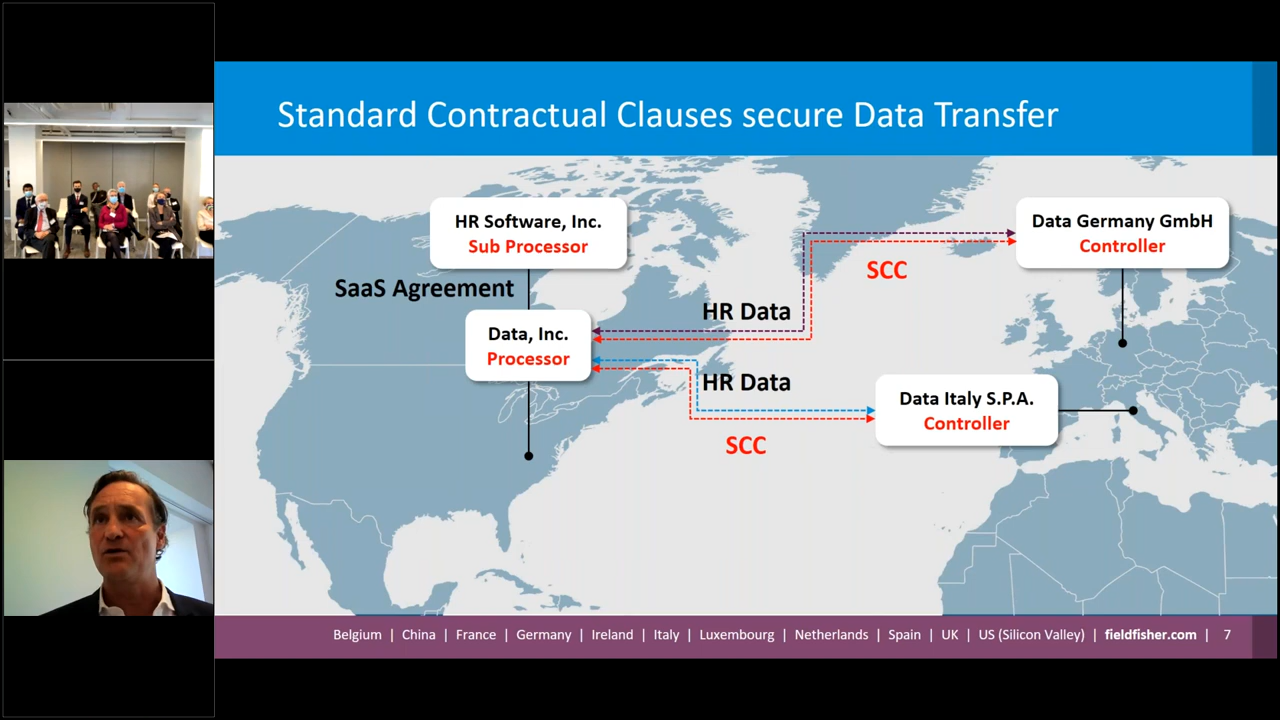 Standard Contractual Clauses secure Data Transfer
HR Software, Inc.
Sub Processor
Data Germany GmbH
Controller
SCC
SaaS Agreement
HR Data
Data, Inc.
Processor
HR Data
Data Italy S.P.A.
Controller
SCC
Belgium | China | France | Germany | Ireland | Italy | Luxembourg | Netherlands | Spain | UK | US (Silicon Valley) | fieldfisher.com | 7